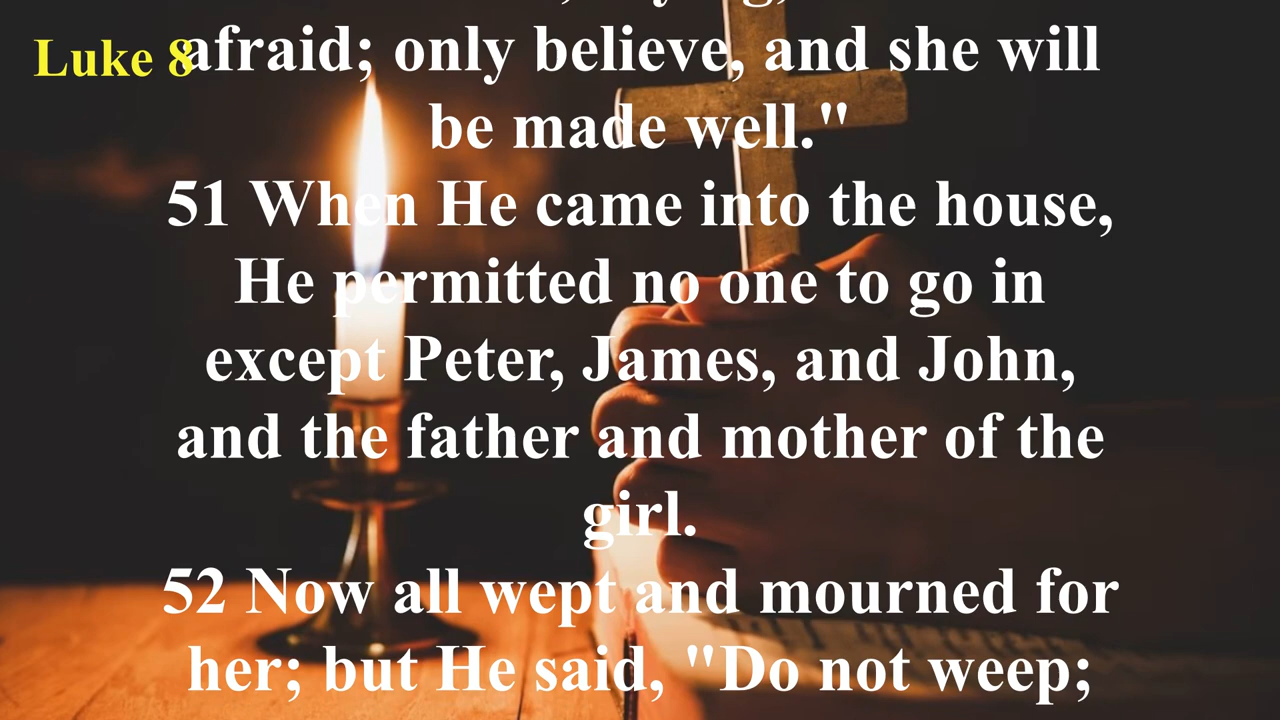 Luke 8
afraid; only believe, and she will
be made well."
51 When He came into the house,
He permitted no one to go in
except Peter, James, and John,
and the father and mother of the
girl.
52 Now all wept and mourned for
her; but He said, "Do not weep;